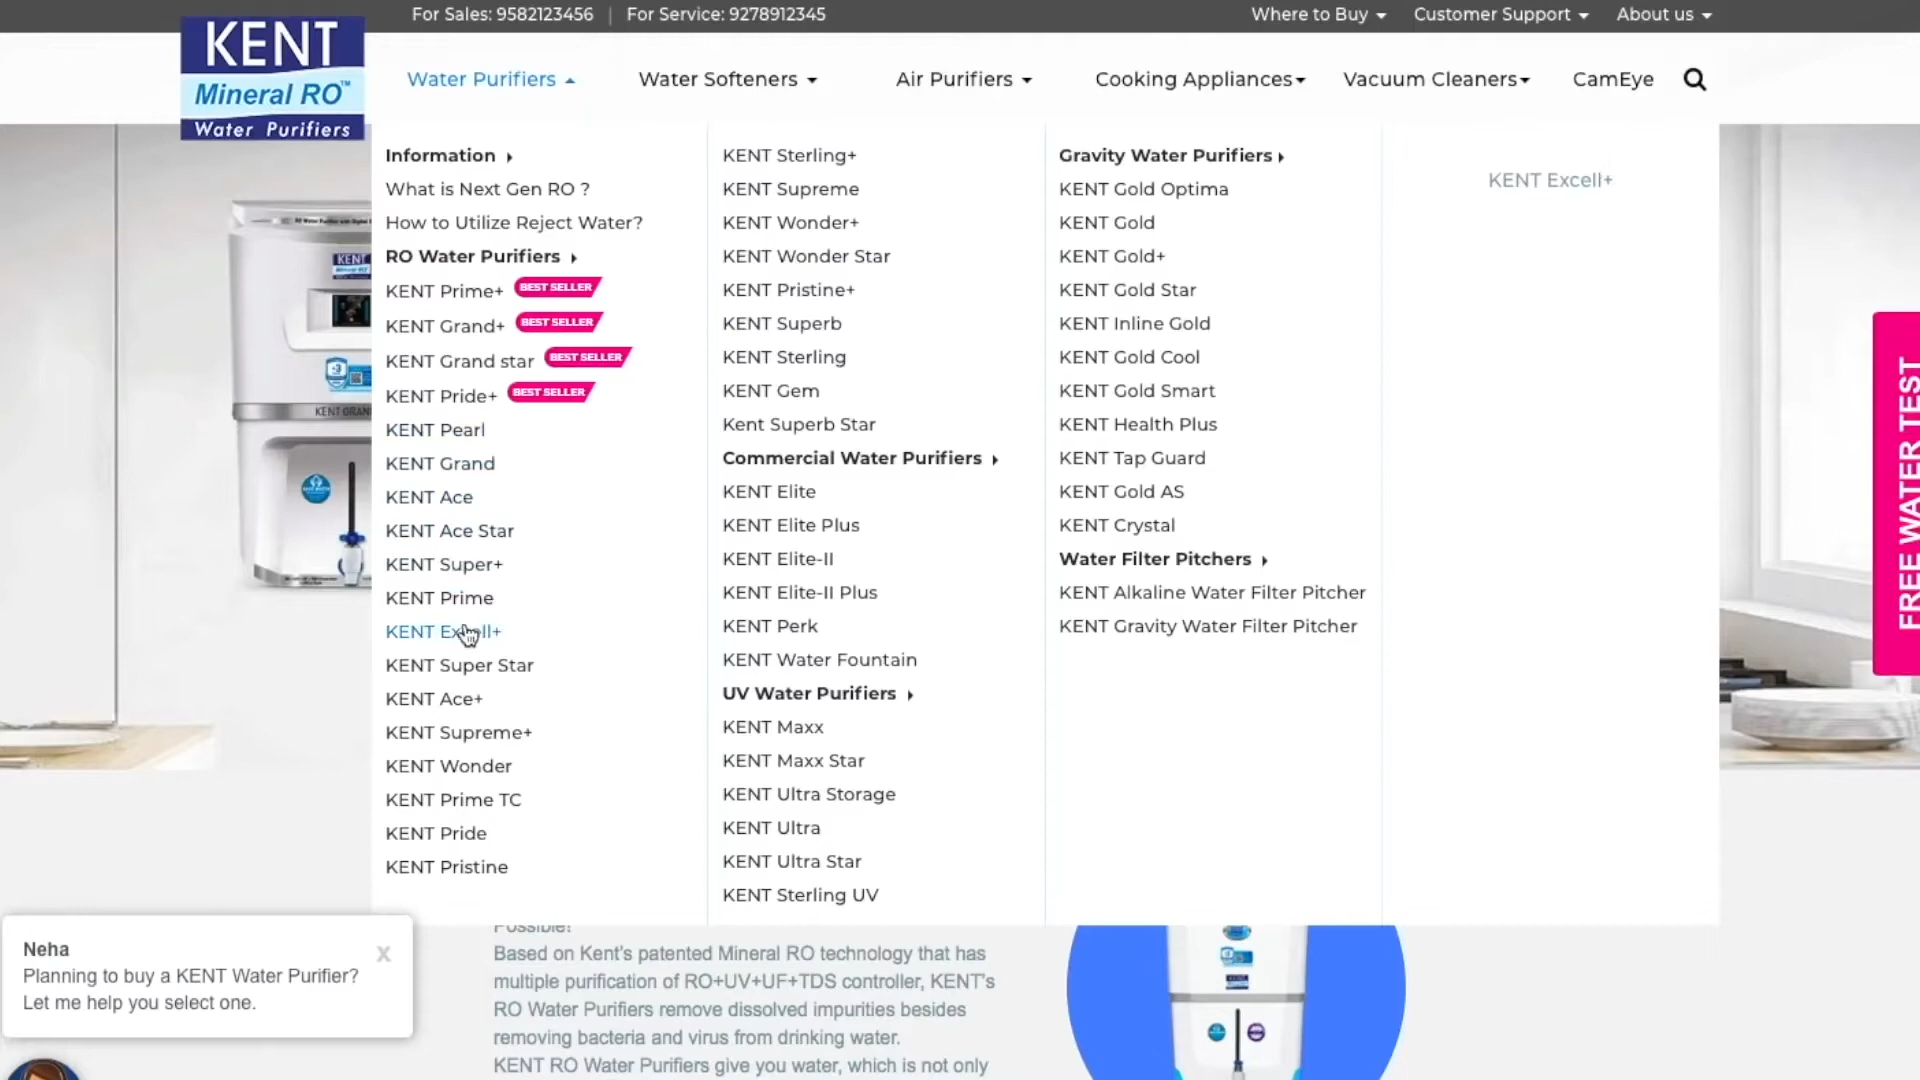 For Sales: 9582123456 | For Service: 9278912345
Where to Buy
Customer Support
About us
KENT
Mineral RO™
Water Purifiers
Water Purifiers
Water Softeners
Air Purifiers
Cooking Appliances
Vacuum Cleaners
CamEye
Information
What is Next Gen RO ?
How to Utilize Reject Water?
RO Water Purifiers
KENT Prime+ BEST SELLER
KENT Grand+ BEST SELLER
KENT Grand star BEST SELLER
KENT Pride+ BEST SELLER
KENT Pearl
KENT Grand
KENT Ace
KENT Ace Star
KENT Super+
KENT Prime
KENT Excell+
KENT Super Star
KENT Ace+
KENT Supreme+
KENT Wonder
KENT Prime TC
KENT Pride
KENT Pristine
KENT Sterling+
KENT Supreme
KENT Wonder+
KENT Wonder Star
KENT Pristine+
KENT Superb
KENT Sterling
KENT Gem
Kent Superb Star
Commercial Water Purifiers
KENT Elite
KENT Elite Plus
KENT Elite-II
KENT Elite-II Plus
KENT Perk
KENT Water Fountain
UV Water Purifiers
KENT Maxx
KENT Maxx Star
KENT Ultra Storage
KENT Ultra
KENT Ultra Star
KENT Sterling UV
Gravity Water Purifiers
KENT Gold Optima
KENT Gold
KENT Gold+
KENT Gold Star
KENT Inline Gold
KENT Gold Cool
KENT Gold Smart
KENT Health Plus
KENT Tap Guard
KENT Gold AS
KENT Crystal
Water Filter Pitchers
KENT Alkaline Water Filter Pitcher
KENT Gravity Water Filter Pitcher
KENT Excell+
FREE WATER TEST
KENT
KENT GRAN
Neha
X
Planning to buy a KENT Water Purifier?
Let me help you select one.
Possible?
Based on Kent's patented Mineral RO technology that has
multiple purification of RO+UV+UF+TDS controller, KENT's
RO Water Purifiers remove dissolved impurities besides
removing bacteria and virus from drinking water.
KENT RO Water Purifiers give you water, which is not only